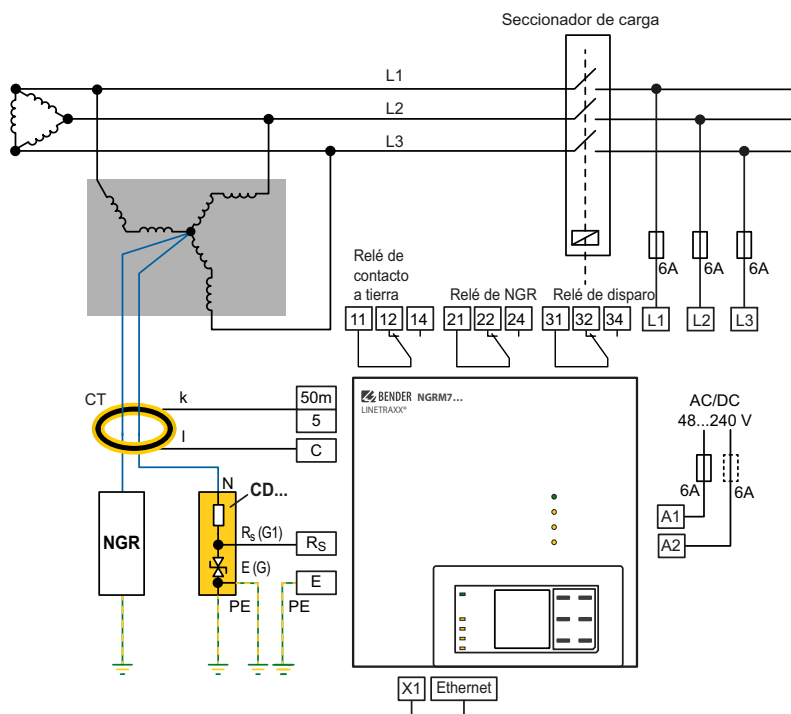 Seccionador de carga
L1
L2
L3
6A
6A
6A
Relé de
contacto
a tierra
Relé de NGR
Relé de disparo
11
12
14
21
22
24
31
32
34
L1
L2
L3
CT
k
50m
5
l
C
BENDER NGRM7...
LINETRAXX®
AC/DC
48...240 V
6A
6A
A1
A2
N
CD...
NGR
Rs (G1)
RS
E (G)
E
PE
PE
X1
Ethernet